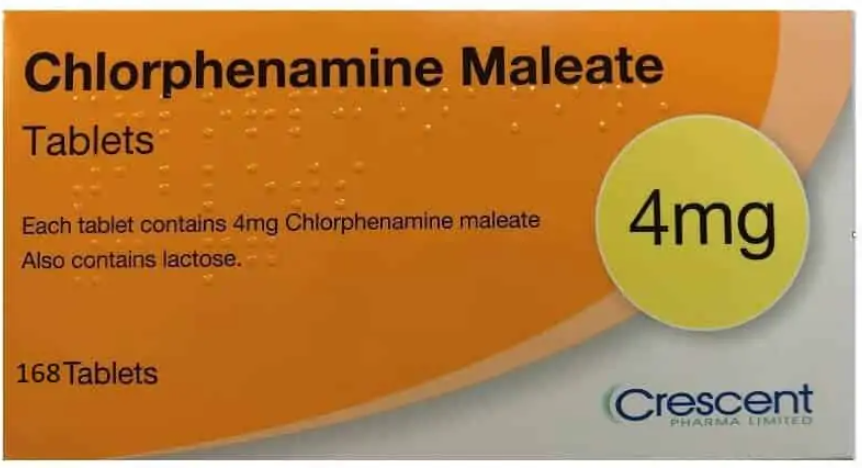 Chlorphenamine Maleate
Tablets
Each tablet contains 4mg Chlorphenamine maleate
Also contains lactose.
4mg
168 Tablets
Crescent
PHARMA LIMITED